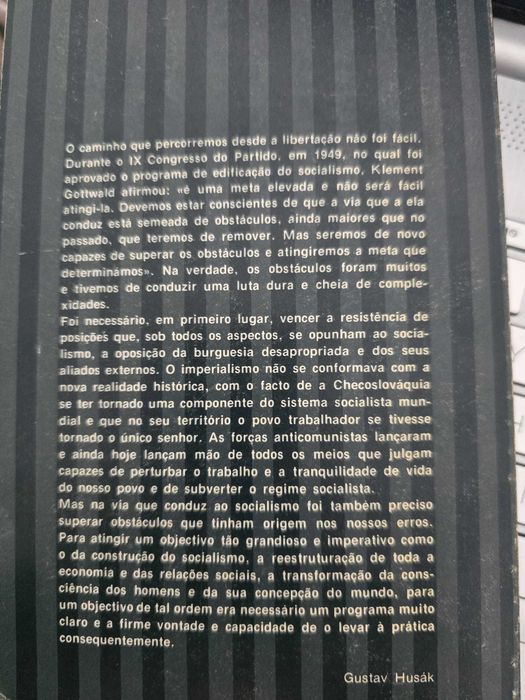 O caminho que percorremos desde a libertação não foi fácil.
Durante o IX Congresso do Partido, em 1949, no qual foi
aprovado o programa de edificação do socialismo, Klement
Gottwald afirmou: «é uma meta elevada e não será fácil
atingi-la. Devemos estar conscientes de que a via que a ela
conduz está semeada de obstáculos, ainda maiores que no
passado, que teremos de remover. Mas seremos de novo
capazes de superar os obstáculos e atingiremos a meta que
determinámos». Na verdade, os obstáculos foram muitos
e tivemos de conduzir uma luta dura e cheia de comple-
xidades.
Foi necessário, em primeiro lugar, vencer a resistência de
posições que, sob todos os aspectos, se opunham ao socia-
lismo, a oposição da burguesia desapropriada e dos seus
aliados externos. O imperialismo não se conformava com a
nova realidade histórica, com o facto de a Checoslováquia
se ter tornado uma componente do sistema socialista mun-
dial e que no seu território o povo trabalhador se tivesse
tornado o único senhor. As forças anticomunistas lançaram
e ainda hoje lançam mão de todos os meios que julgam
capazes de perturbar o trabalho e a tranquilidade de vida
do nosso povo e de subverter o regime socialista.
Mas na via que conduz ao socialismo foi também preciso
superar obstáculos que tinham origem nos nossos erros.
Para atingir um objectivo tão grandioso e imperativo como
o da construção do socialismo, a reestruturação de toda a
economia e das relações sociais, a transformação da cons-
ciência dos homens e da sua concepção do mundo, para
um objectivo de tal ordem era necessário um programa muito
claro e a firme vontade e capacidade de o levar à prática
consequentemente.
Gustav Husák